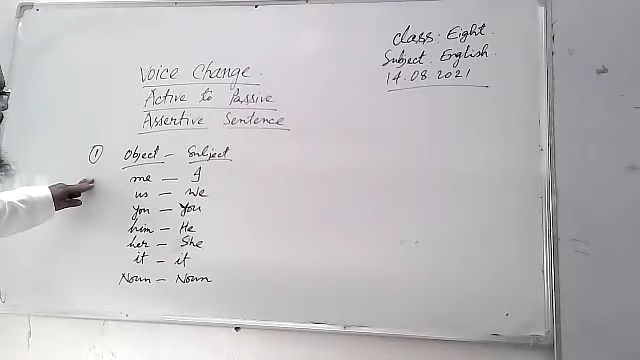 Class : Eight.
Subject : English.
14.08.2021
Voice Change.
Active to Passive
Assertive Sentence
① Object – Subject
me – I
us – we
you – you
him – He
her – She
it – it
Noun – Noun